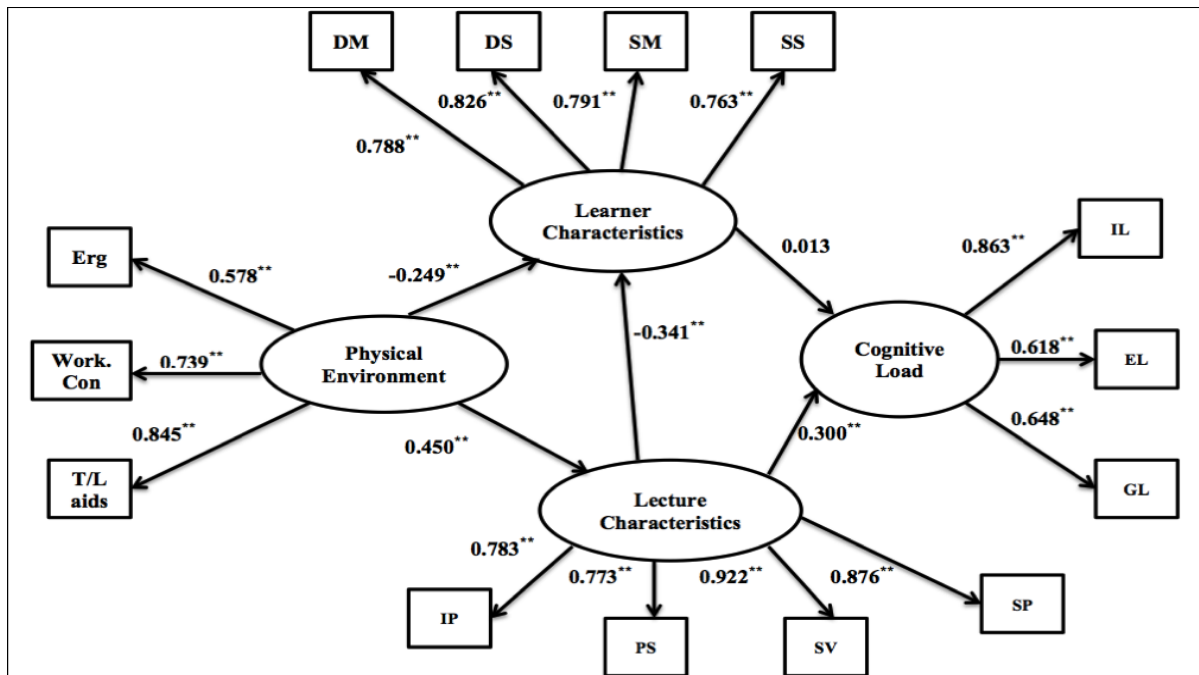 DM
DS
SM
SS
0.788**
0.826**
0.791**
0.763**
Learner
Characteristics
Erg
0.578**
-0.249**
0.013
0.863**
IL
Work.
Con
0.739**
Physical
Environment
-0.341**
Cognitive
Load
0.618**
EL
T/L
aids
0.845**
0.450**
0.300**
0.648**
GL
Lecture
Characteristics
0.783**
0.773**
0.922**
0.876**
IP
PS
SV
SP